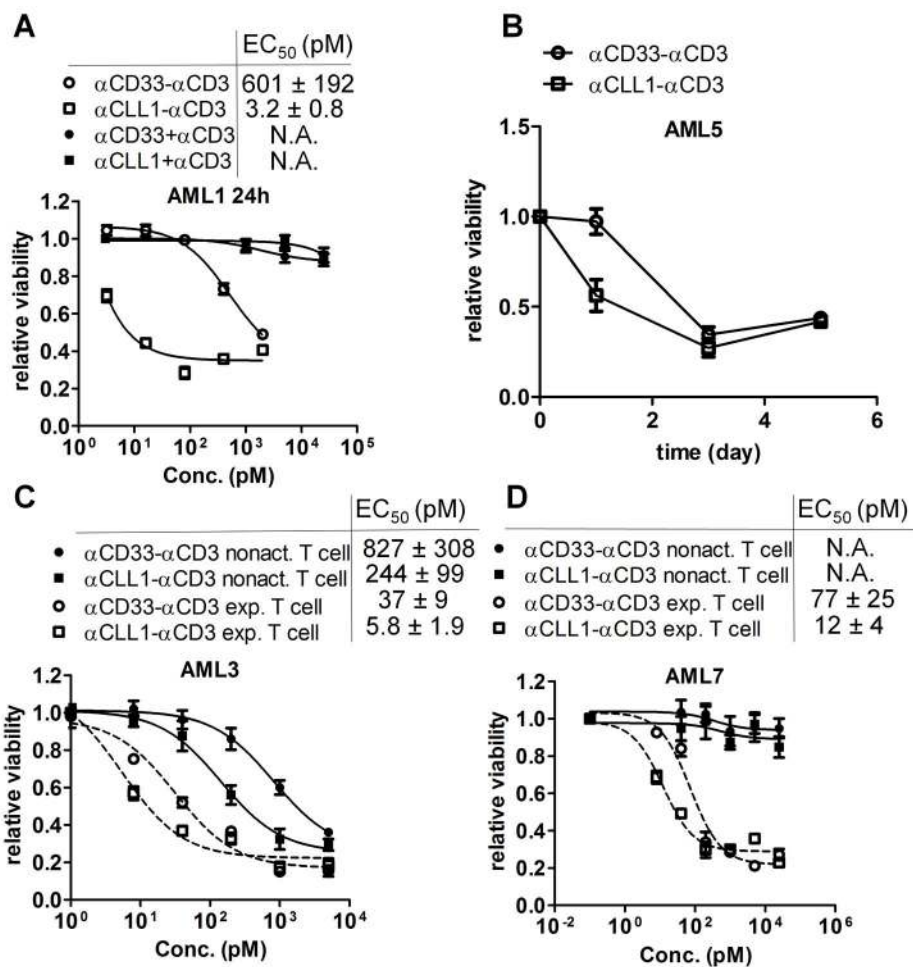 A
EC50 (pM)
αCD33-αCD3 601 ± 192
αCLL1-αCD3 3.2 ± 0.8
αCD33+αCD3 N.A.
αCLL1+αCD3 N.A.
AML1 24h
relative viability
1.2
1.0
0.8
0.6
0.4
0.2
0.0
10^0 10^1 10^2 10^3 10^4 10^5
Conc. (pM)
B
αCD33-αCD3
αCLL1-αCD3
AML5
relative viability
1.5
1.0
0.5
0.0
0 2 4 6
time (day)
C
EC50 (pM)
αCD33-αCD3 nonact. T cell 827 ± 308
αCLL1-αCD3 nonact. T cell 244 ± 99
αCD33-αCD3 exp. T cell 37 ± 9
αCLL1-αCD3 exp. T cell 5.8 ± 1.9
AML3
relative viability
1.2
1.0
0.8
0.6
0.4
0.2
0.0
10^0 10^1 10^2 10^3 10^4
Conc. (pM)
D
EC50 (pM)
αCD33-αCD3 nonact. T cell N.A.
αCLL1-αCD3 nonact. T cell N.A.
αCD33-αCD3 exp. T cell 77 ± 25
αCLL1-αCD3 exp. T cell 12 ± 4
AML7
relative viability
1.2
1.0
0.8
0.6
0.4
0.2
0.0
10^-2 10^0 10^2 10^4 10^6
Conc. (pM)